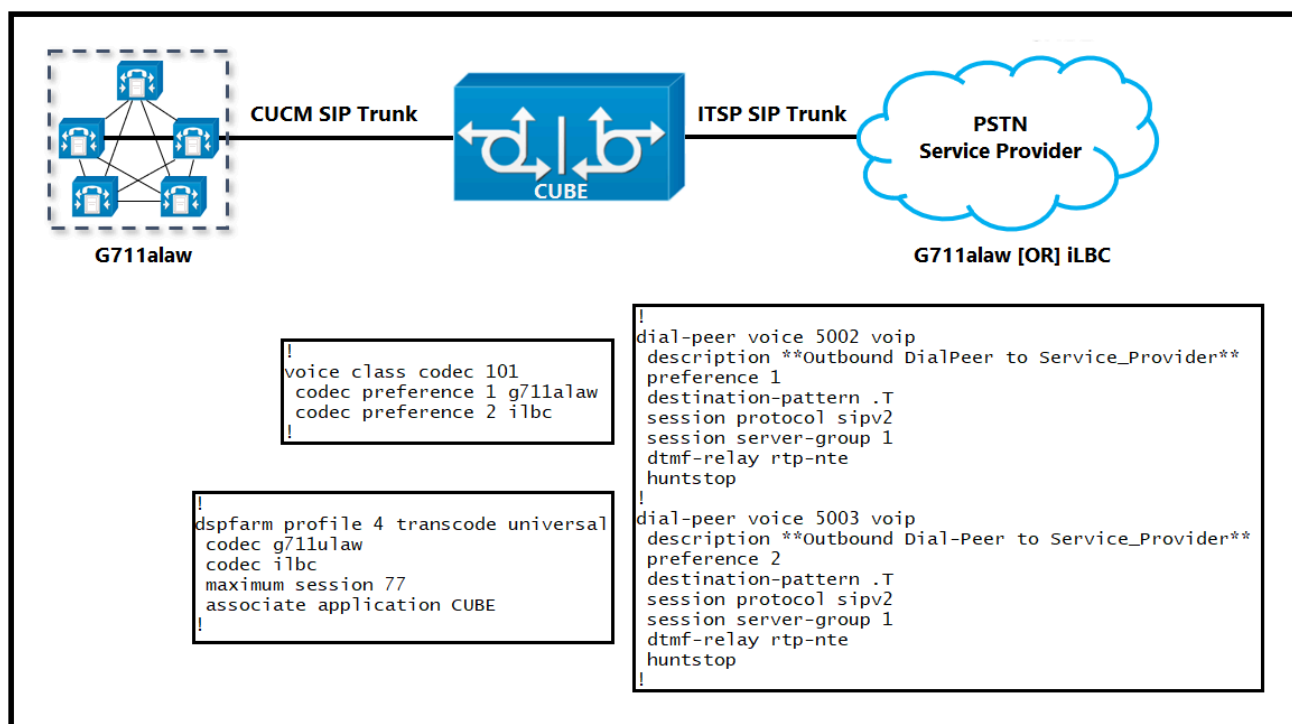 CUCM SIP Trunk
ITSP SIP Trunk
PSTN
Service Provider
CUBE
G711alaw
G711alaw [OR] iLBC
!
voice class codec 101
codec preference 1 g711alaw
codec preference 2 ilbc
!
!
dspfarm profile 4 transcode universal
codec g711ulaw
codec ilbc
maximum session 77
associate application CUBE
!
!
dial-peer voice 5002 voip
description **Outbound DialPeer to Service_Provider**
preference 1
destination-pattern .T
session protocol sipv2
session server-group 1
dtmf-relay rtp-nte
huntstop
!
dial-peer voice 5003 voip
description **Outbound Dial-Peer to Service_Provider**
preference 2
destination-pattern .T
session protocol sipv2
session server-group 1
dtmf-relay rtp-nte
huntstop
!